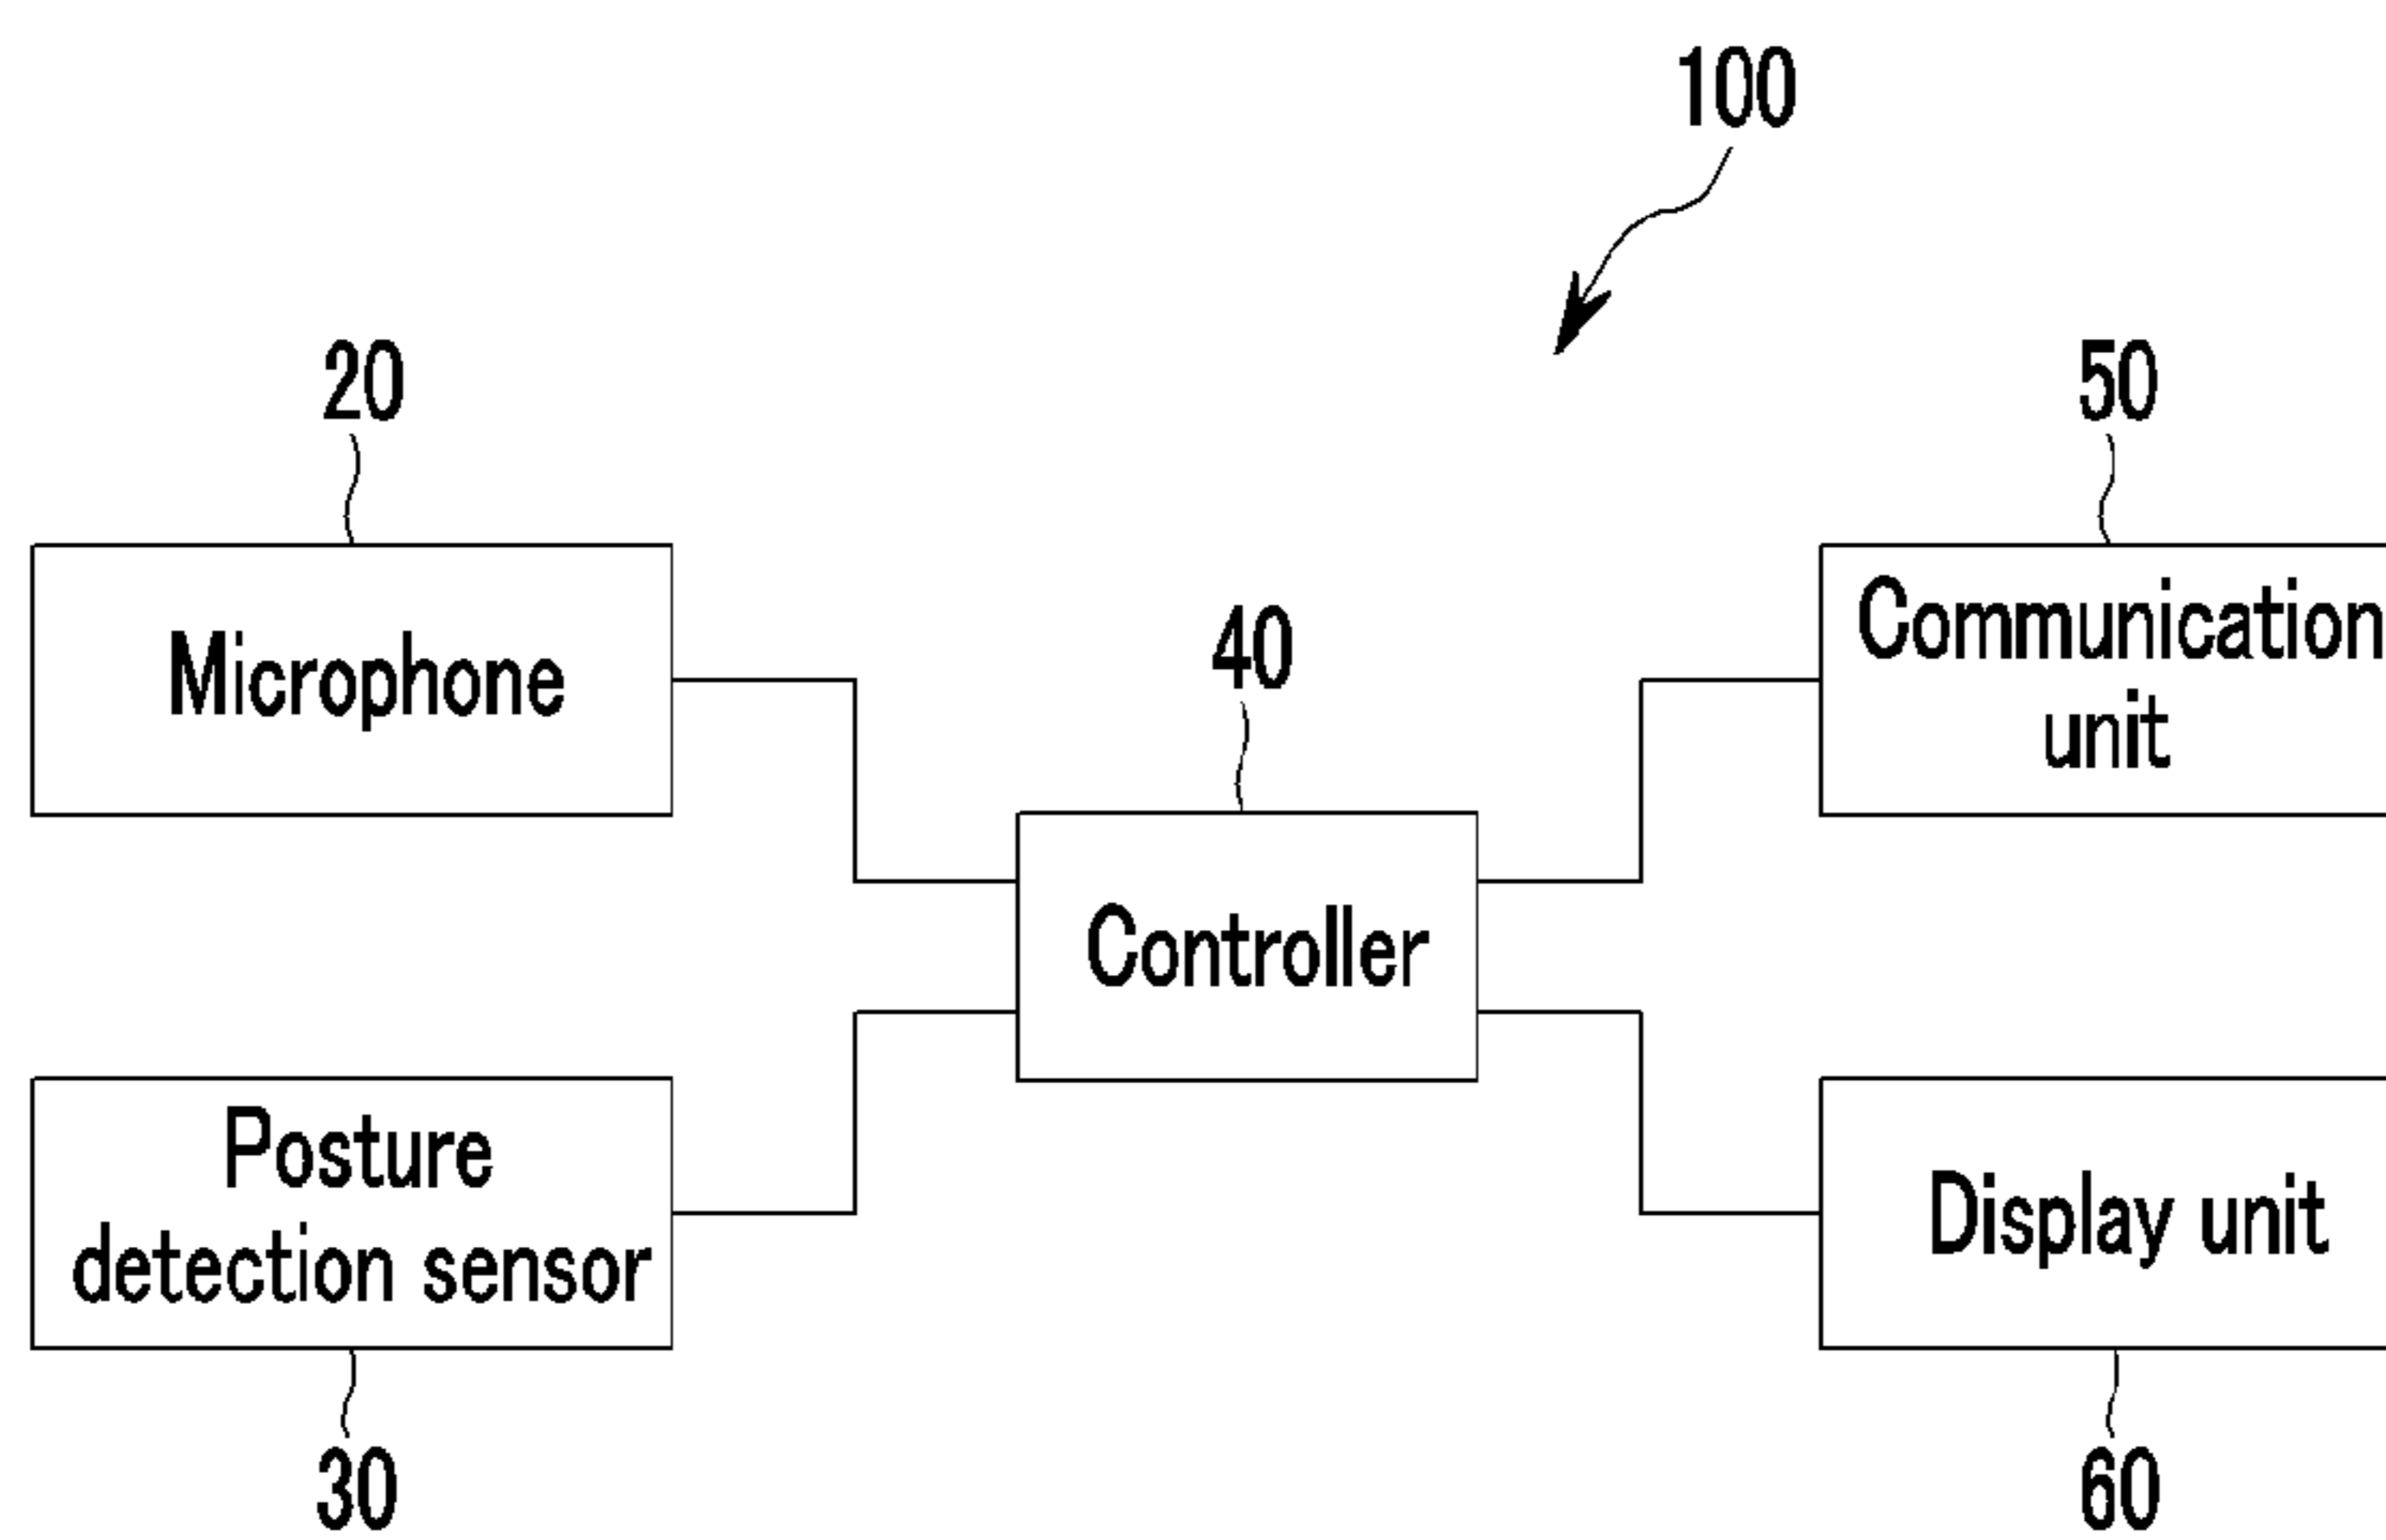 100
20
50
Microphone
40
Communication
unit
Controller
Posture
detection sensor
Display unit
30
60